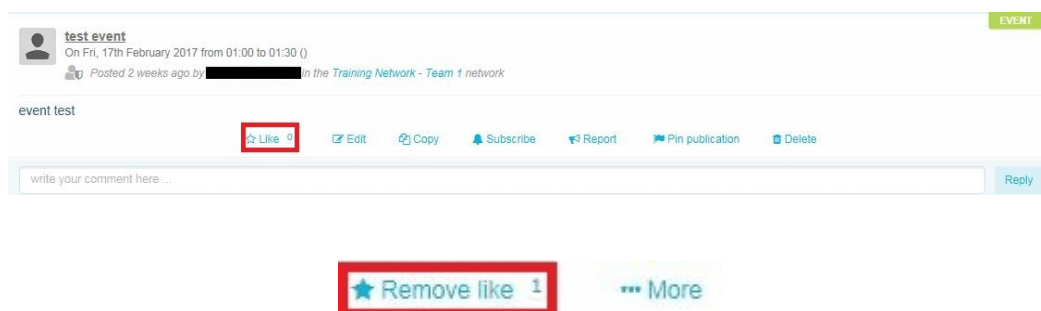 EVENT
test event
On Fri, 17th February 2017 from 01:00 to 01:30 ()
Posted 2 weeks ago by in the Training Network - Team 1 network
event test
Like 0 Edit Copy Subscribe Report Pin publication Delete
write your comment here ... Reply
Remove like 1 ... More